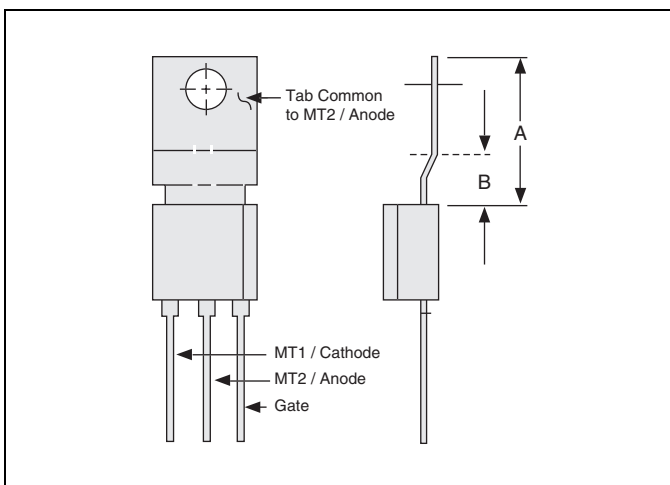 Tab Common
to MT2 / Anode
A
B
MT1 / Cathode
MT2 / Anode
Gate